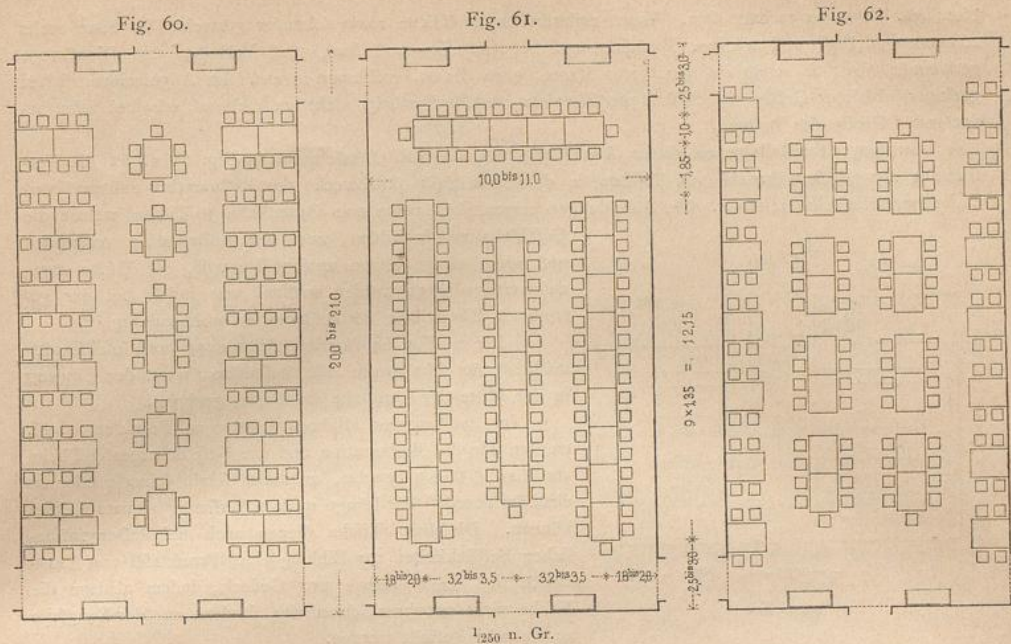 Fig. 60.
Fig. 61.
Fig. 62.
20,0 bis 21,0
10,0 bis 11,0
1,8 bis 2,0
3,2 bis 3,5
3,2 bis 3,5
1,8 bis 2,0
2,5 bis 3,0
1,0
1,85
9 × 1,35 = 12,15
2,5 bis 3,0
1/250 n. Gr.